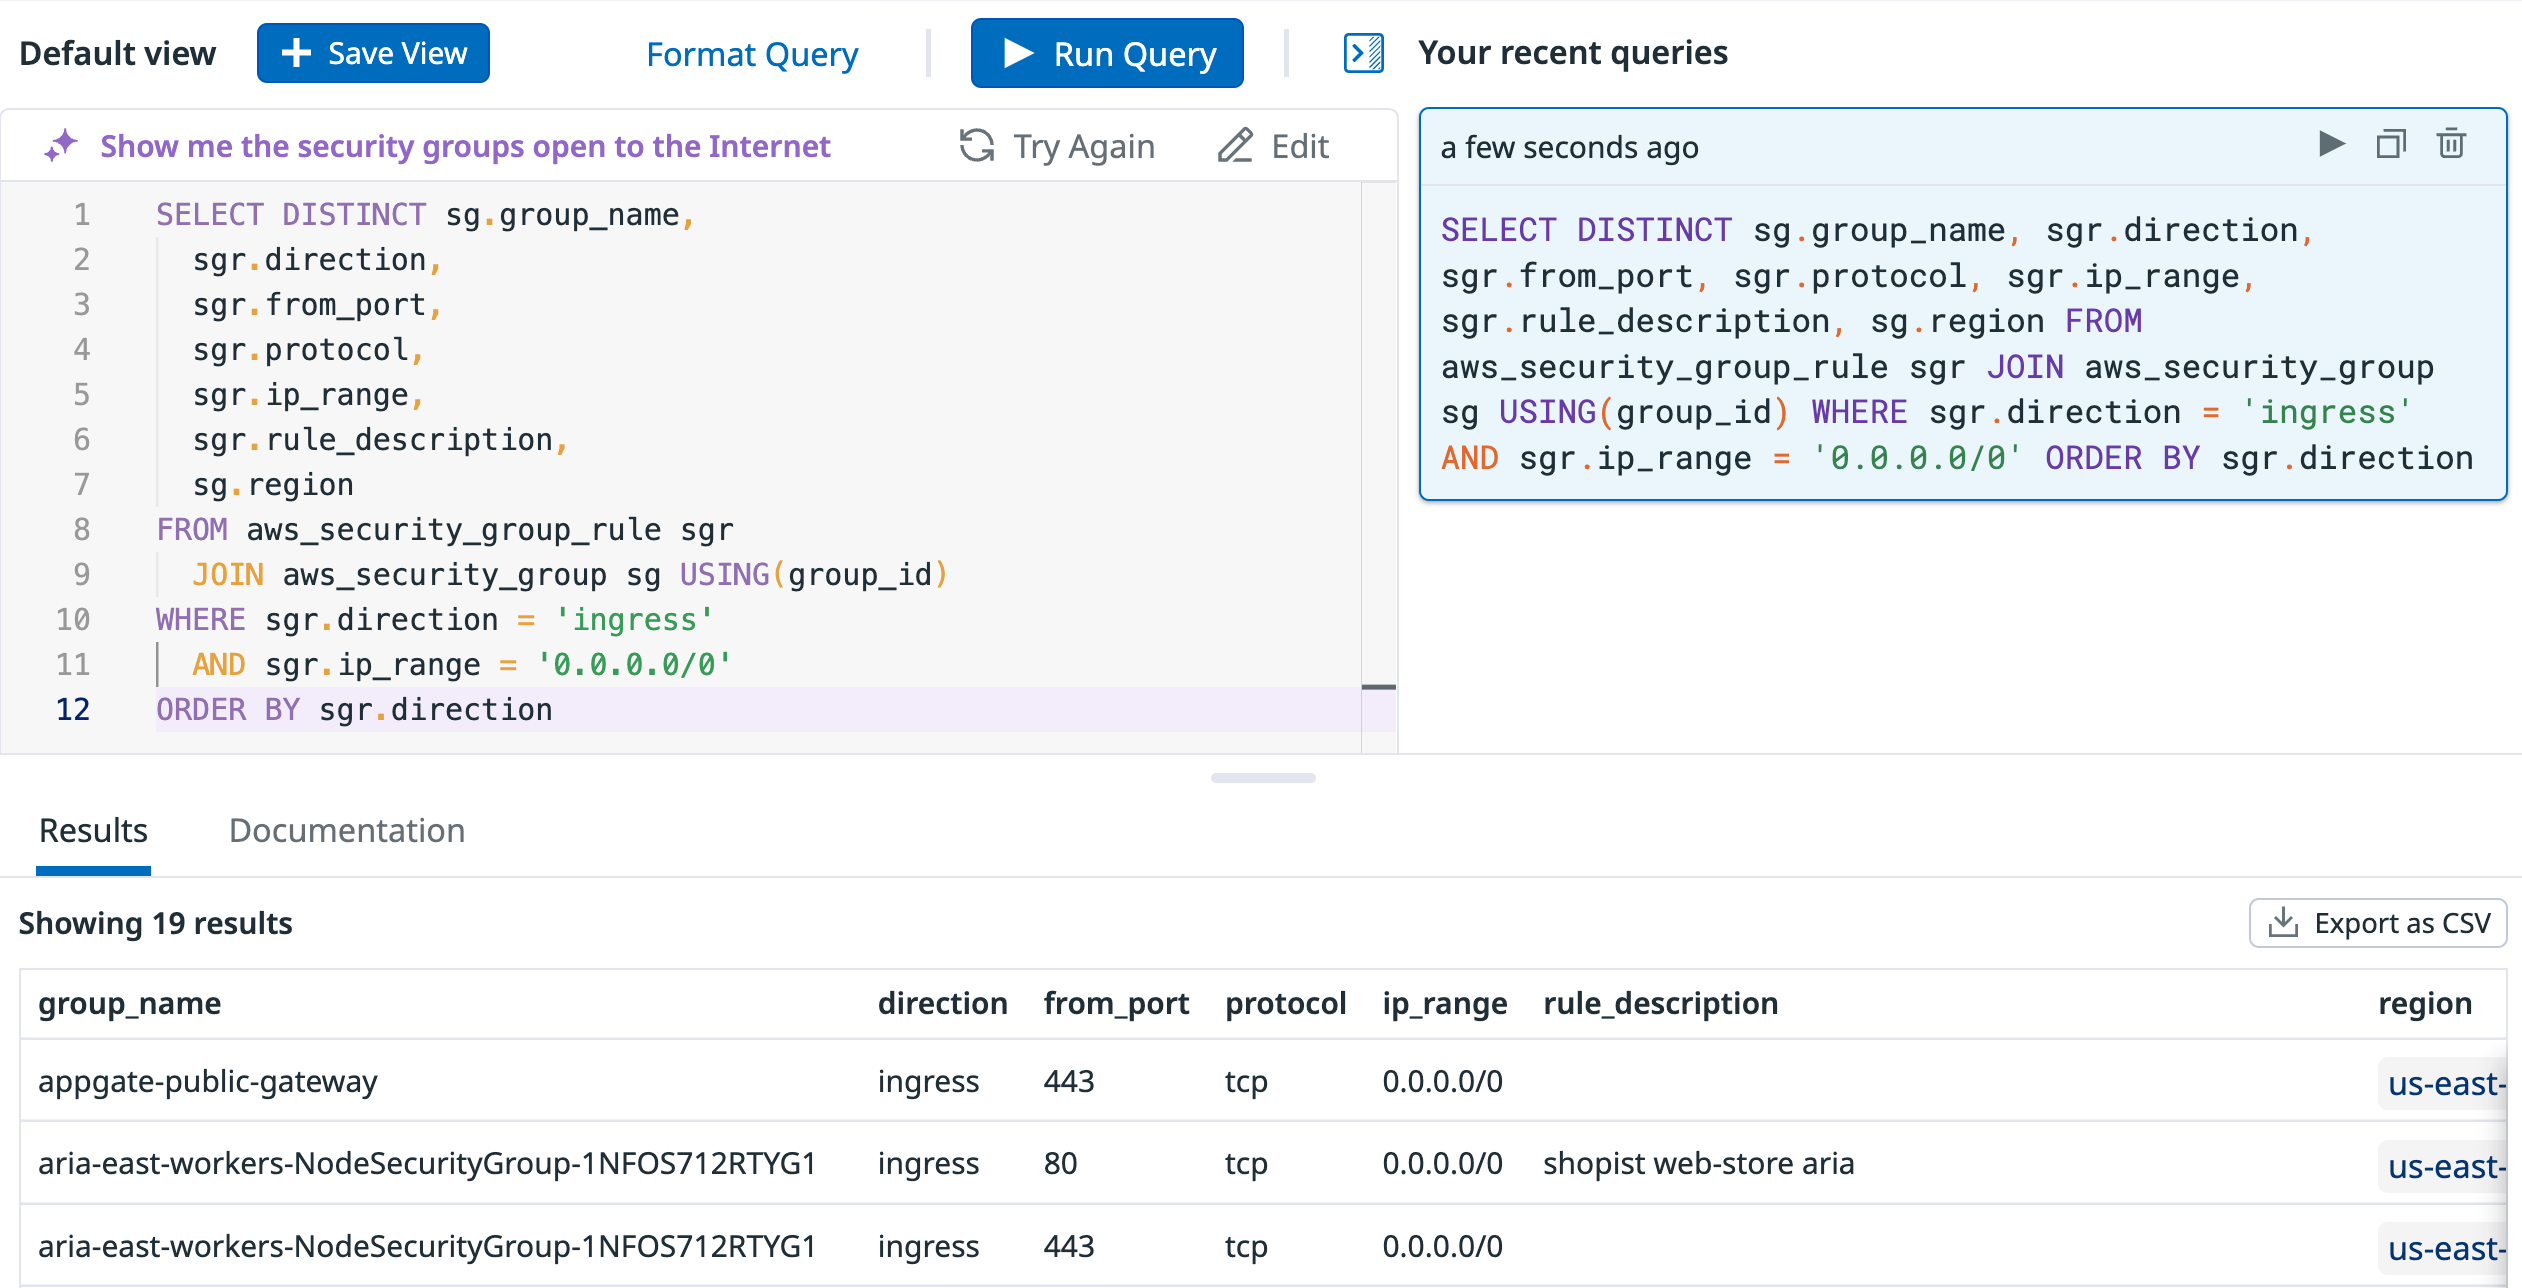 Default view
Save View
Format Query
Run Query
Your recent queries
Show me the security groups open to the Internet
Try Again
Edit
1 SELECT DISTINCT sg.group_name,
2 sgr.direction,
3 sgr.from_port,
4 sgr.protocol,
5 sgr.ip_range,
6 sgr.rule_description,
7 sg.region
8 FROM aws_security_group_rule sgr
9 JOIN aws_security_group sg USING(group_id)
10 WHERE sgr.direction = 'ingress'
11 AND sgr.ip_range = '0.0.0.0/0'
12 ORDER BY sgr.direction
a few seconds ago
SELECT DISTINCT sg.group_name, sgr.direction,
sgr.from_port, sgr.protocol, sgr.ip_range,
sgr.rule_description, sg.region FROM
aws_security_group_rule sgr JOIN aws_security_group
sg USING(group_id) WHERE sgr.direction = 'ingress'
AND sgr.ip_range = '0.0.0.0/0' ORDER BY sgr.direction
Results
Documentation
Showing 19 results
Export as CSV
group_name direction from_port protocol ip_range rule_description region
appgate-public-gateway ingress 443 tcp 0.0.0.0/0 us-east-
aria-east-workers-NodeSecurityGroup-1NFOS712RTYG1 ingress 80 tcp 0.0.0.0/0 shopist web-store aria us-east-
aria-east-workers-NodeSecurityGroup-1NFOS712RTYG1 ingress 443 tcp 0.0.0.0/0 us-east-